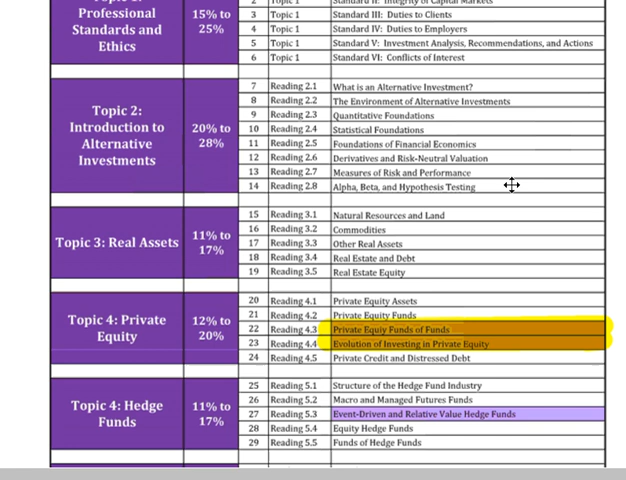 Professional
Standards and
Ethics
15% to
25%
2 Topic 1 Standard II: Integrity of Capital Markets
3 Topic 1 Standard III: Duties to Clients
4 Topic 1 Standard IV: Duties to Employers
5 Topic 1 Standard V: Investment Analysis, Recommendations, and Actions
6 Topic 1 Standard VI: Conflicts of Interest
Topic 2:
Introduction to
Alternative
Investments
20% to
28%
7 Reading 2.1 What is an Alternative Investment?
8 Reading 2.2 The Environment of Alternative Investments
9 Reading 2.3 Quantitative Foundations
10 Reading 2.4 Statistical Foundations
11 Reading 2.5 Foundations of Financial Economics
12 Reading 2.6 Derivatives and Risk-Neutral Valuation
13 Reading 2.7 Measures of Risk and Performance
14 Reading 2.8 Alpha, Beta, and Hypothesis Testing
Topic 3: Real Assets
11% to
17%
15 Reading 3.1 Natural Resources and Land
16 Reading 3.2 Commodities
17 Reading 3.3 Other Real Assets
18 Reading 3.4 Real Estate and Debt
19 Reading 3.5 Real Estate Equity
Topic 4: Private
Equity
12% to
20%
20 Reading 4.1 Private Equity Assets
21 Reading 4.2 Private Equity Funds
22 Reading 4.3 Private Equiy Funds of Funds
23 Reading 4.4 Evolution of Investing in Private Equity
24 Reading 4.5 Private Credit and Distressed Debt
Topic 4: Hedge
Funds
11% to
17%
25 Reading 5.1 Structure of the Hedge Fund Industry
26 Reading 5.2 Macro and Managed Futures Funds
27 Reading 5.3 Event-Driven and Relative Value Hedge Funds
28 Reading 5.4 Equity Hedge Funds
29 Reading 5.5 Funds of Hedge Funds